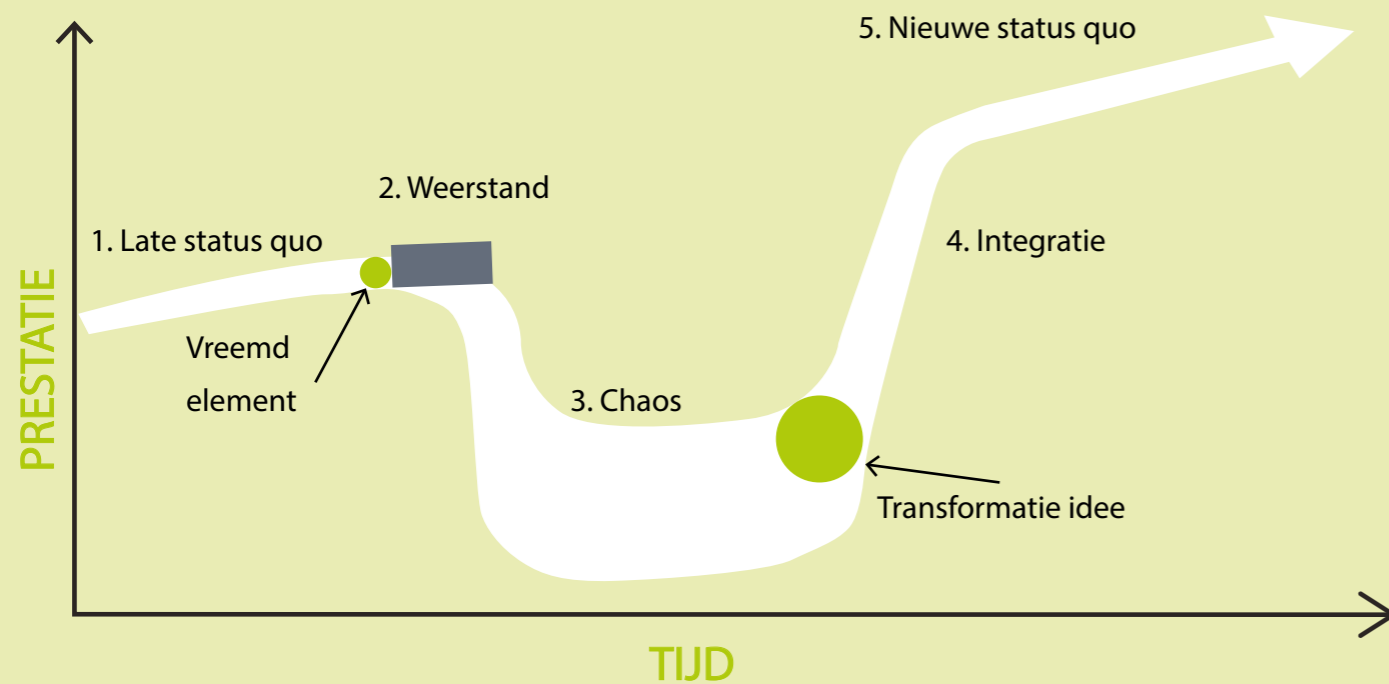 5. Nieuwe status quo
2. Weerstand
1. Late status quo
4. Integratie
Vreemd
element
3. Chaos
Transformatie idee
PRESTATIE
TIJD